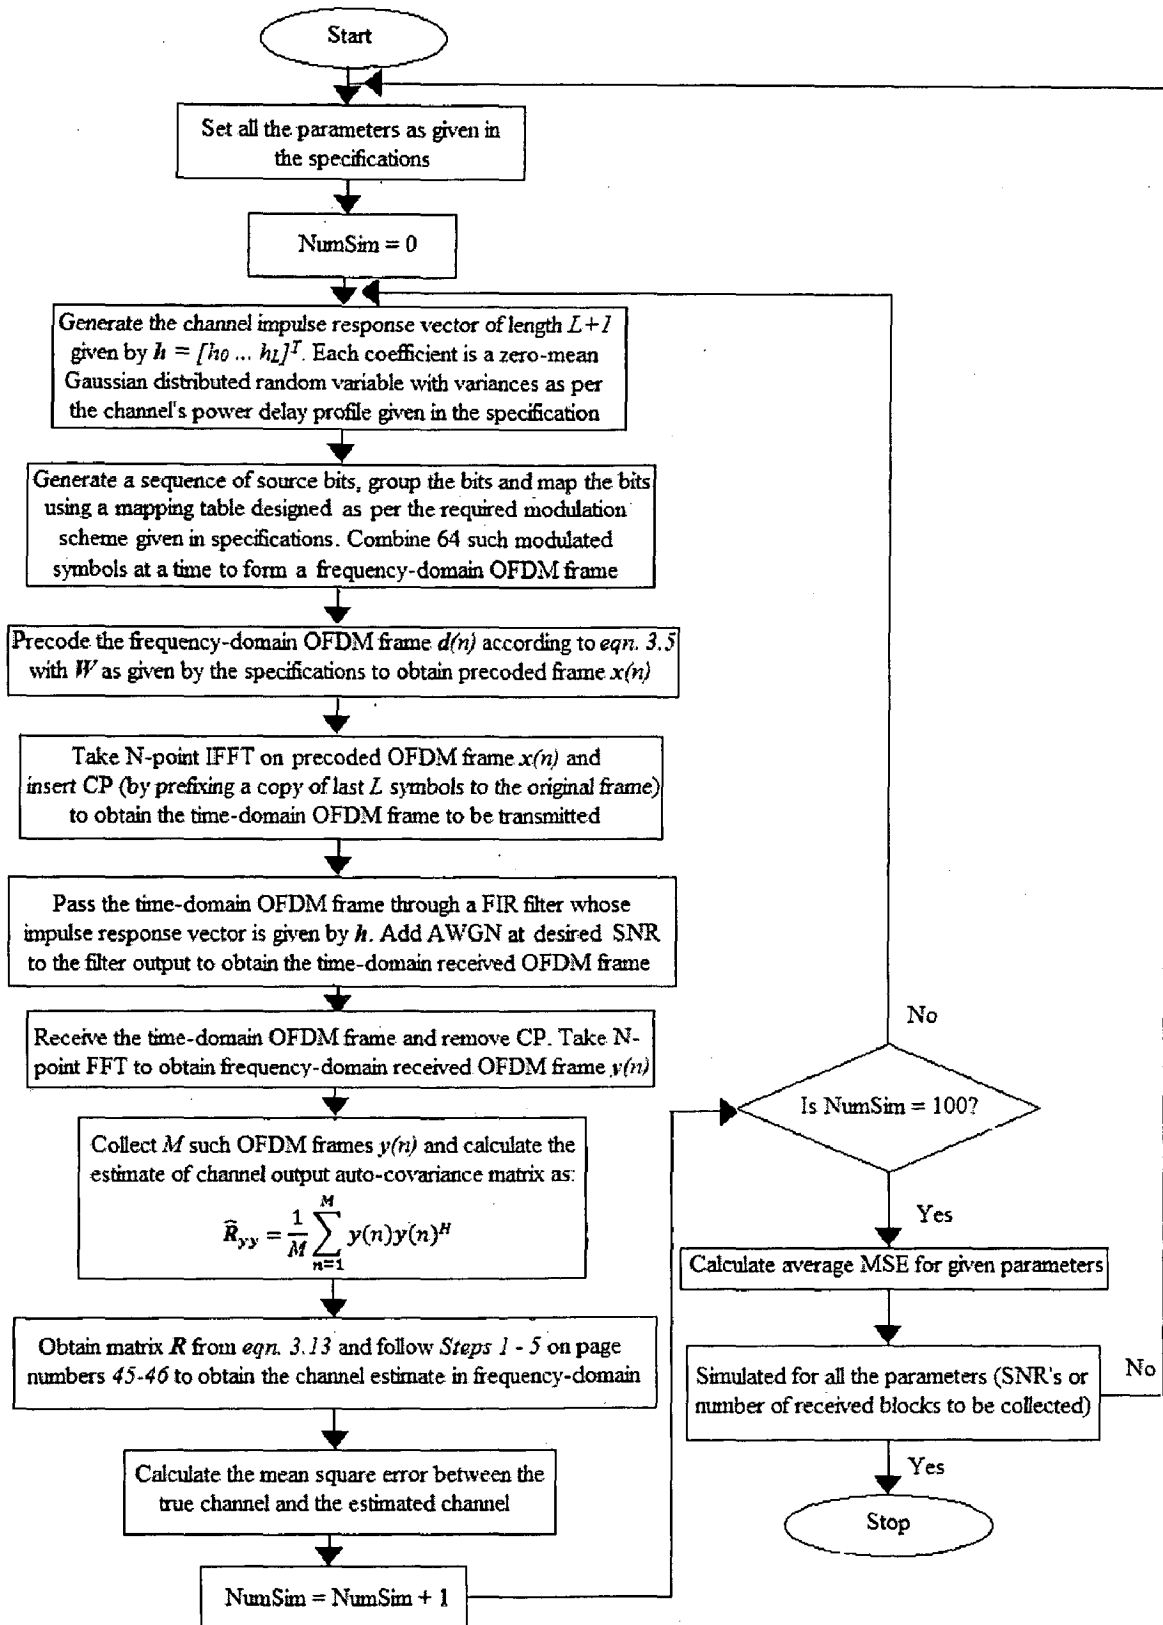 Start
Set all the parameters as given in
the specifications
NumSim = 0
Generate the channel impulse response vector of length L+1
given by h = [h0 ... hL]^T. Each coefficient is a zero-mean
Gaussian distributed random variable with variances as per
the channel's power delay profile given in the specification
Generate a sequence of source bits, group the bits and map the bits
using a mapping table designed as per the required modulation
scheme given in specifications. Combine 64 such modulated
symbols at a time to form a frequency-domain OFDM frame
Precode the frequency-domain OFDM frame d(n) according to eqn. 3.5
with W as given by the specifications to obtain precoded frame x(n)
Take N-point IFFT on precoded OFDM frame x(n) and
insert CP (by prefixing a copy of last L symbols to the original frame)
to obtain the time-domain OFDM frame to be transmitted
Pass the time-domain OFDM frame through a FIR filter whose
impulse response vector is given by h. Add AWGN at desired SNR
to the filter output to obtain the time-domain received OFDM frame
Receive the time-domain OFDM frame and remove CP. Take N-
point FFT to obtain frequency-domain received OFDM frame y(n)
Collect M such OFDM frames y(n) and calculate the
estimate of channel output auto-covariance matrix as:
R̂_yy = 1/M ∑_{n=1}^{M} y(n)y(n)^H
Obtain matrix R from eqn. 3.13 and follow Steps 1 - 5 on page
numbers 45-46 to obtain the channel estimate in frequency-domain
Calculate the mean square error between the
true channel and the estimated channel
NumSim = NumSim + 1
No
Is NumSim = 100?
Yes
Calculate average MSE for given parameters
Simulated for all the parameters (SNR's or
number of received blocks to be collected)
No
Yes
Stop